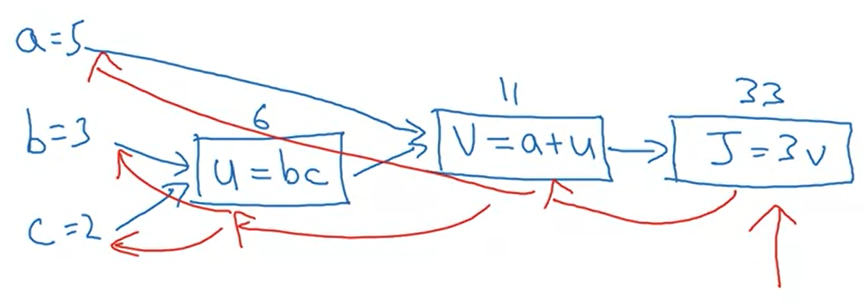 a=5
11
33
6
b=3
u=bc
v=a+u
J=3v
c=2